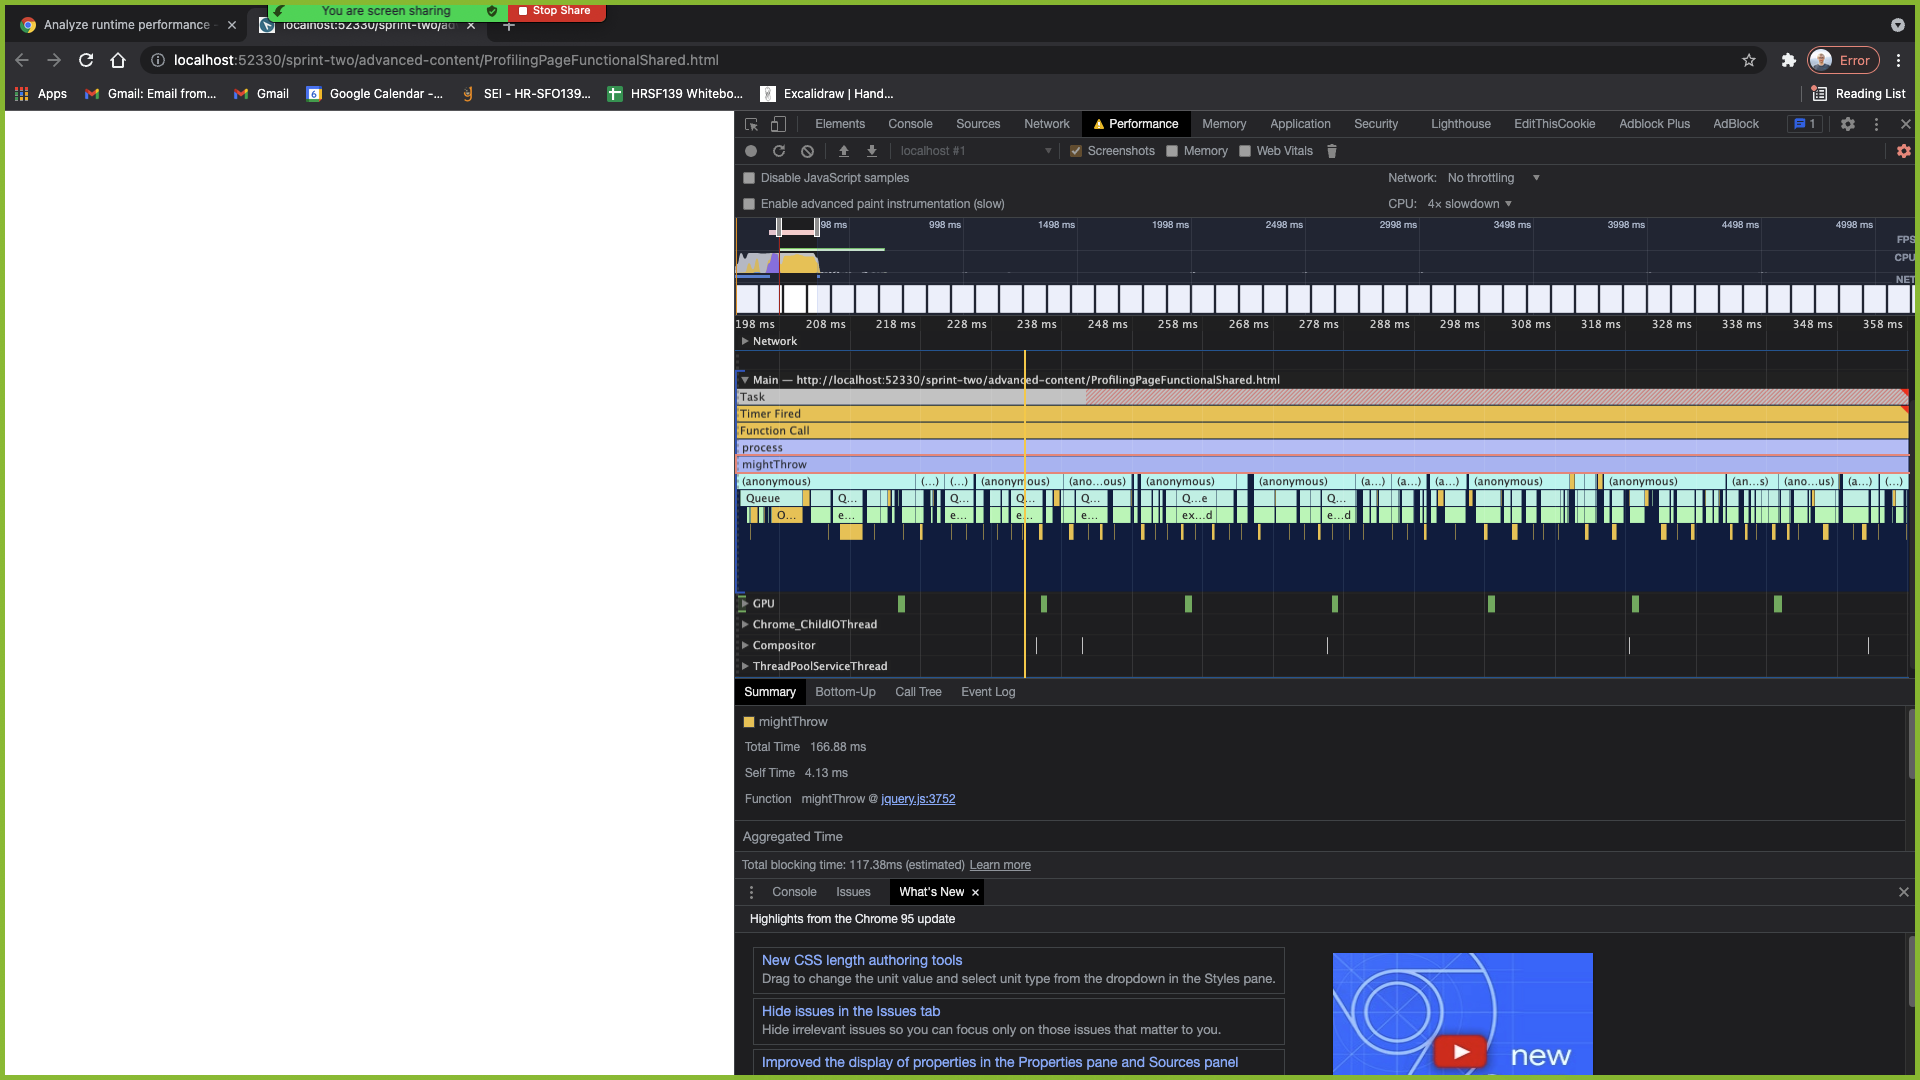 You are screen sharing
Stop Share
Analyze runtime performance
localhost:52330/sprint-two/ad
localhost:52330/sprint-two/advanced-content/ProfilingPageFunctionalShared.html
Error
Apps
Gmail: Email from...
Gmail
Google Calendar -...
SEI - HR-SFO139...
HRSF139 Whitebo...
Excalidraw | Hand...
Reading List
Elements Console Sources Network Performance Memory Application Security Lighthouse EditThisCookie Adblock Plus AdBlock 1
localhost #1 Screenshots Memory Web Vitals
Disable JavaScript samples Network: No throttling
Enable advanced paint instrumentation (slow) CPU: 4× slowdown
98 ms 998 ms 1498 ms 1998 ms 2498 ms 2998 ms 3498 ms 3998 ms 4498 ms 4998 ms
FPS
CPU
NET
198 ms 208 ms 218 ms 228 ms 238 ms 248 ms 258 ms 268 ms 278 ms 288 ms 298 ms 308 ms 318 ms 328 ms 338 ms 348 ms 358 ms
Network
Main — http://localhost:52330/sprint-two/advanced-content/ProfilingPageFunctionalShared.html
Task
Timer Fired
Function Call
process
mightThrow
(anonymous) (...) (...) (anonymous) (ano...ous) (anonymous) (anonymous) (a...) (a...) (a...) (anonymous) (anonymous) (an...s) (ano...us) (a...) (...)
Queue Q... Q... Q... Q... Q...e Q...
O... e... e... e... e... ex...d e...d
GPU
Chrome_ChildIOThread
Compositor
ThreadPoolServiceThread
Summary Bottom-Up Call Tree Event Log
mightThrow
Total Time 166.88 ms
Self Time 4.13 ms
Function mightThrow @ jquery.js:3752
Aggregated Time
Total blocking time: 117.38ms (estimated) Learn more
Console Issues What's New
Highlights from the Chrome 95 update
New CSS length authoring tools
Drag to change the unit value and select unit type from the dropdown in the Styles pane.
Hide issues in the Issues tab
Hide irrelevant issues so you can focus only on those issues that matter to you.
Improved the display of properties in the Properties pane and Sources panel
new